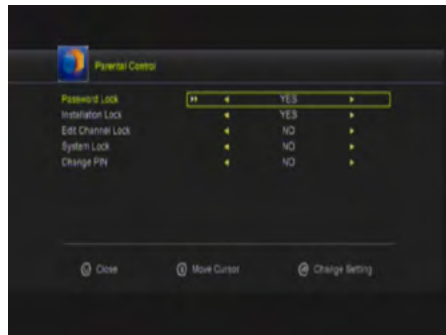 Parental Control
Password Lock YES
Installation Lock YES
Edit Channel Lock NO
System Lock NO
Change PIN NO
Close Move Cursor Change Setting